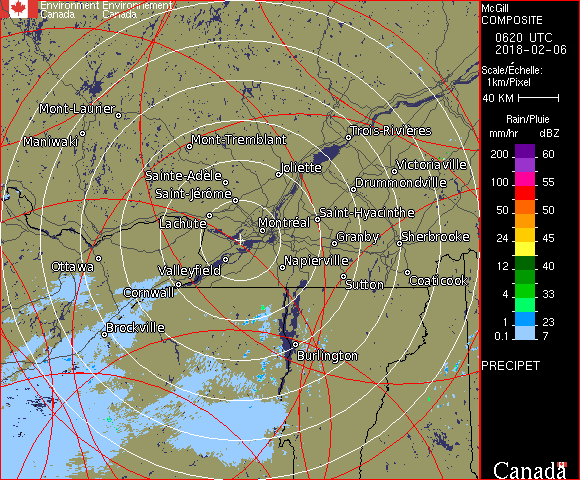 Environment Environnement
Canada Canada
McGill
COMPOSITE
0620 UTC
2018-02-06
Scale/Échelle:
1km/Pixel
40 KM
Rain/Pluie
mm/hr dBZ
200 60
100 55
50 50
24 45
12 40
8 33
4 30
1 23
0.1 7
PRECIPET
Canada
Mont-Laurier
Maniwaki
Mont-Tremblant
Trois-Rivières
Sainte-Adèle
Joliette
Victoriaville
Saint-Jérôme
Drummondville
Lachute
Montréal
Saint-Hyacinthe
Granby
Sherbrooke
Ottawa
Valleyfield
Napierville
Cornwall
Sutton
Coaticook
Brockville
Burlington